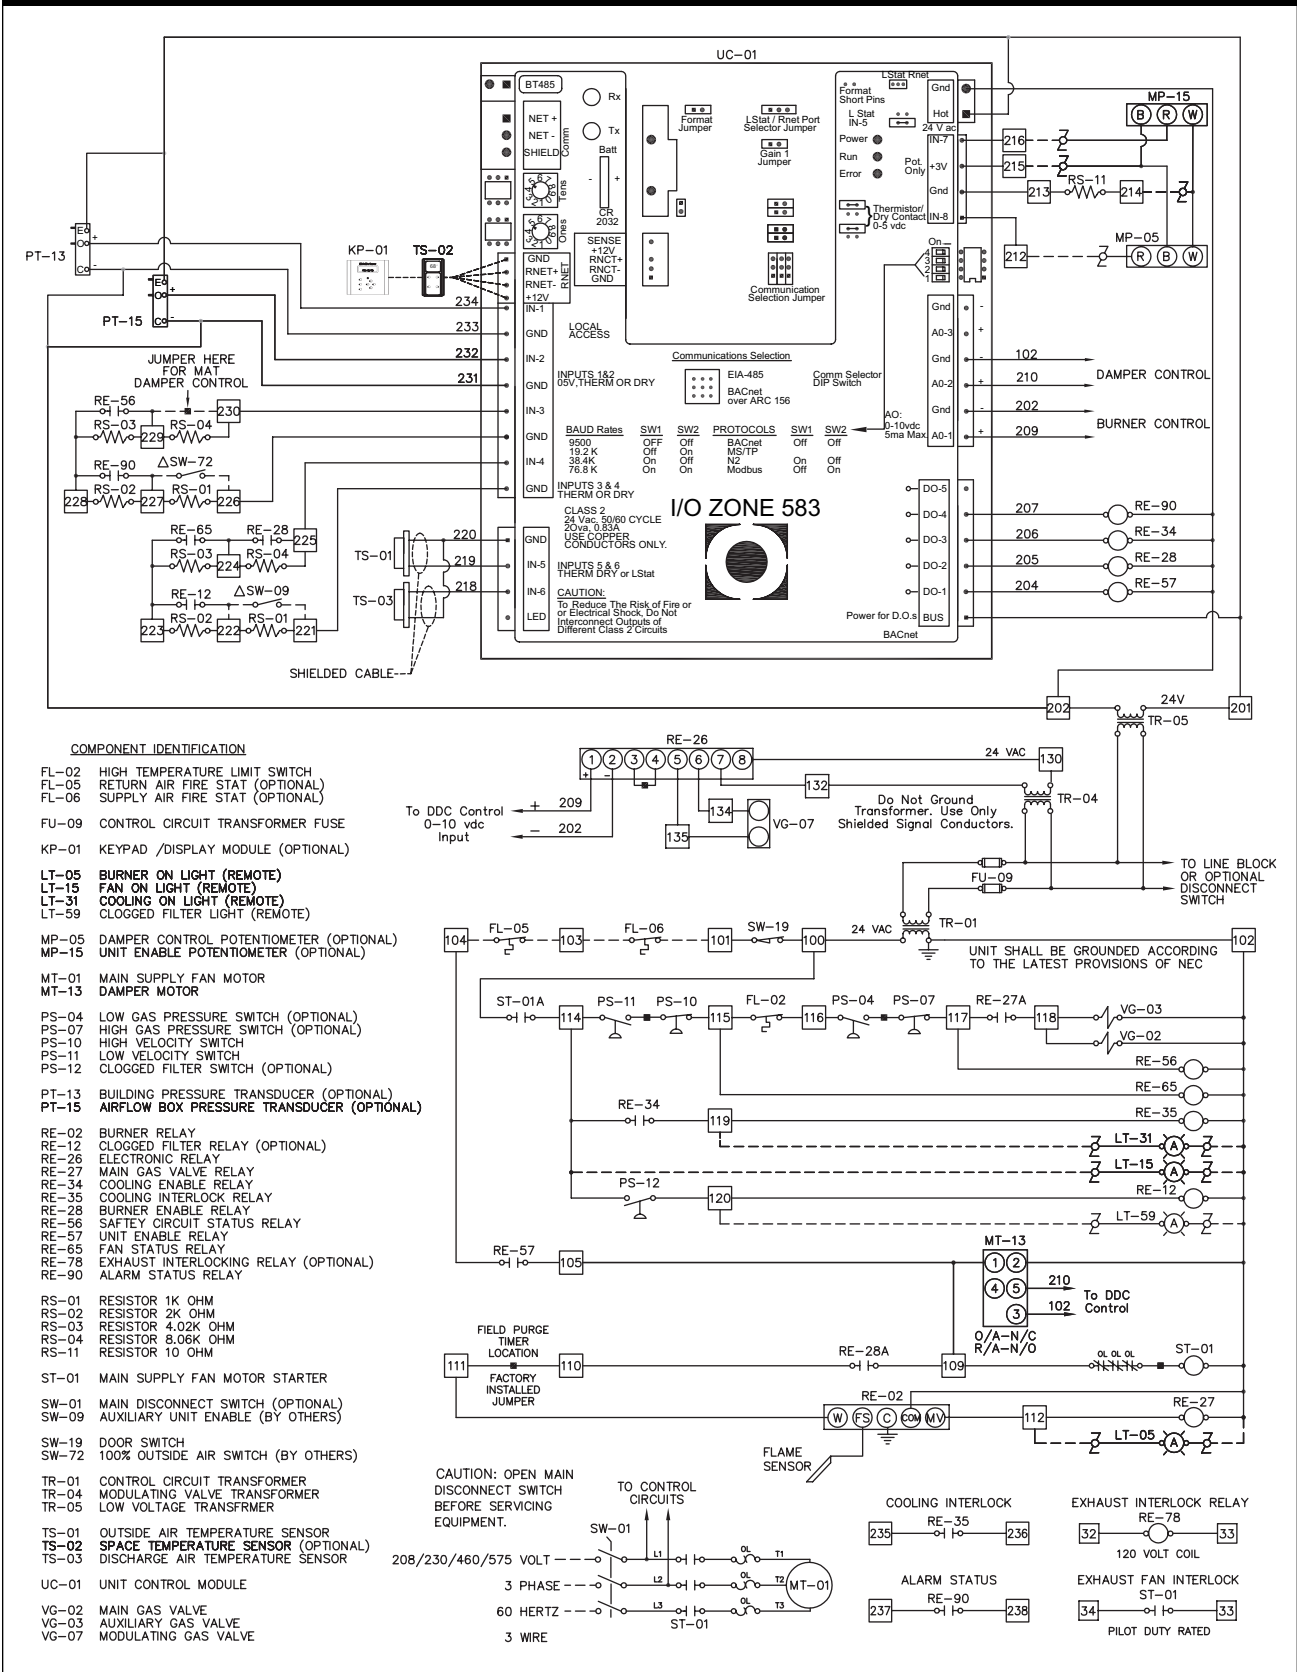 UC-01
BT485
NET +
NET -
SHIELD
Comm
Rx
Tx
Batt
- +
CR
2032
Tens
Ones
SENSE
+12V
RNCT+
RNCT-
GND
GND
RNET+
RNET-
+12V
RNET
Format
Jumper
LStat / Rnet Port
Selector Jumper
Gain 1
Jumper
Communication
Selection Jumper
LStat Rnet
Format
Short Pins
L Stat
IN-5
Power
Run
Error
Gnd
Hot
24 V ac
IN-7
+3V
Pot.
Only
Gnd
IN-8
Thermistor/
Dry Contact
0-5 vdc
On
4
3
2
1
MP-15
B R W
216
215
213
RS-11
214
212
MP-05
R B W
PT-13
E
O +
C -
PT-15
E
O +
C -
KP-01
TS-02
234
233
232
231
IN-1
GND
IN-2
GND
IN-3
GND
IN-4
GND
LOCAL
ACCESS
INPUTS 1&2
05V,THERM OR DRY
INPUTS 3 & 4
THERM OR DRY
CLASS 2
24 Vac, 50/60 CYCLE
20va, 0.83A
USE COPPER
CONDUCTORS ONLY.
GND
IN-5
IN-6
LED
INPUTS 5 & 6
THERM DRY or LStat
CAUTION:
To Reduce The Risk of Fire or
or Electrical Shock, Do Not
Interconnect Outputs of
Different Class 2 Circuits
Communications Selection
EIA-485
BACnet
over ARC 156
Comm Selector
DIP Switch
BAUD Rates SW1 SW2 PROTOCOLS SW1 SW2
9500 OFF Off BACnet Off Off
19.2 K Off On MS/TP
38.4K On Off N2 On Off
76.8 K On On Modbus Off On
I/O ZONE 583
Gnd -
A0-3 +
Gnd - 102
A0-2 + 210
DAMPER CONTROL
Gnd - 202
A0-1 + 209
BURNER CONTROL
AO:
0-10vdc
5ma Max.
DO-5
DO-4 207 RE-90
DO-3 206 RE-34
DO-2 205 RE-28
DO-1 204 RE-57
Power for D.O.s BUS
BACnet
JUMPER HERE
FOR MAT
DAMPER CONTROL
RE-56
230
RS-03 229 RS-04
RE-90 △SW-72
228 RS-02 227 RS-01 226
RE-65 RE-28
225
RS-03 224 RS-04
RE-12 △SW-09
223 RS-02 222 RS-01 221
TS-01
220
219
TS-03
218
SHIELDED CABLE
202
24V
201
TR-05
COMPONENT IDENTIFICATION
FL-02 HIGH TEMPERATURE LIMIT SWITCH
FL-05 RETURN AIR FIRE STAT (OPTIONAL)
FL-06 SUPPLY AIR FIRE STAT (OPTIONAL)
FU-09 CONTROL CIRCUIT TRANSFORMER FUSE
KP-01 KEYPAD /DISPLAY MODULE (OPTIONAL)
LT-05 BURNER ON LIGHT (REMOTE)
LT-15 FAN ON LIGHT (REMOTE)
LT-31 COOLING ON LIGHT (REMOTE)
LT-59 CLOGGED FILTER LIGHT (REMOTE)
MP-05 DAMPER CONTROL POTENTIOMETER (OPTIONAL)
MP-15 UNIT ENABLE POTENTIOMETER (OPTIONAL)
MT-01 MAIN SUPPLY FAN MOTOR
MT-13 DAMPER MOTOR
PS-04 LOW GAS PRESSURE SWITCH (OPTIONAL)
PS-07 HIGH GAS PRESSURE SWITCH (OPTIONAL)
PS-10 HIGH VELOCITY SWITCH
PS-11 LOW VELOCITY SWITCH
PS-12 CLOGGED FILTER SWITCH (OPTIONAL)
PT-13 BUILDING PRESSURE TRANSDUCER (OPTIONAL)
PT-15 AIRFLOW BOX PRESSURE TRANSDUCER (OPTIONAL)
RE-02 BURNER RELAY
RE-12 CLOGGED FILTER RELAY (OPTIONAL)
RE-26 ELECTRONIC RELAY
RE-27 MAIN GAS VALVE RELAY
RE-34 COOLING ENABLE RELAY
RE-35 COOLING INTERLOCK RELAY
RE-28 BURNER ENABLE RELAY
RE-56 SAFTEY CIRCUIT STATUS RELAY
RE-57 UNIT ENABLE RELAY
RE-65 FAN STATUS RELAY
RE-78 EXHAUST INTERLOCKING RELAY (OPTIONAL)
RE-90 ALARM STATUS RELAY
RS-01 RESISTOR 1K OHM
RS-02 RESISTOR 2K OHM
RS-03 RESISTOR 4.02K OHM
RS-04 RESISTOR 8.06K OHM
RS-11 RESISTOR 10 OHM
ST-01 MAIN SUPPLY FAN MOTOR STARTER
SW-01 MAIN DISCONNECT SWITCH (OPTIONAL)
SW-09 AUXILIARY UNIT ENABLE (BY OTHERS)
SW-19 DOOR SWITCH
SW-72 100% OUTSIDE AIR SWITCH (BY OTHERS)
TR-01 CONTROL CIRCUIT TRANSFORMER
TR-04 MODULATING VALVE TRANSFORMER
TR-05 LOW VOLTAGE TRANSFRMER
TS-01 OUTSIDE AIR TEMPERATURE SENSOR
TS-02 SPACE TEMPERATURE SENSOR (OPTIONAL)
TS-03 DISCHARGE AIR TEMPERATURE SENSOR
UC-01 UNIT CONTROL MODULE
VG-02 MAIN GAS VALVE
VG-03 AUXILIARY GAS VALVE
VG-07 MODULATING GAS VALVE
RE-26
1 2 3 4 5 6 7 8
+ -
24 VAC
130
132
134
135
VG-07
TR-04
To DDC Control
0-10 vdc
Input
+ 209
- 202
Do Not Ground
Transformer. Use Only
Shielded Signal Conductors.
FU-09
TO LINE BLOCK
OR OPTIONAL
DISCONNECT
SWITCH
TR-01
104 FL-05 103 FL-06 101 SW-19 100 24 VAC 102
UNIT SHALL BE GROUNDED ACCORDING
TO THE LATEST PROVISIONS OF NEC
ST-01A 114 PS-11 PS-10 115 FL-02 116 PS-04 PS-07 117 RE-27A 118 VG-03
VG-02
RE-56
RE-65
RE-34 119 RE-35
LT-31 A
LT-15 A
PS-12 120 RE-12
LT-59 A
RE-57 105
MT-13
1 2
4 5
3
210
102
To DDC
Control
O/A-N/C
R/A-N/O
FIELD PURGE
TIMER
LOCATION
111 110
FACTORY
INSTALLED
JUMPER
RE-28A
109
OL OL OL
ST-01
RE-02
W FS C COM MV
112
RE-27
LT-05 A
FLAME
SENSOR
CAUTION: OPEN MAIN
DISCONNECT SWITCH
BEFORE SERVICING
EQUIPMENT.
TO CONTROL
CIRCUITS
SW-01
208/230/460/575 VOLT L1 OL T1
3 PHASE L2 OL T2 MT-01
60 HERTZ L3 OL T3
ST-01
3 WIRE
COOLING INTERLOCK
235 RE-35 236
ALARM STATUS
237 RE-90 238
EXHAUST INTERLOCK RELAY
RE-78
32 33
120 VOLT COIL
EXHAUST FAN INTERLOCK
ST-01
34 33
PILOT DUTY RATED